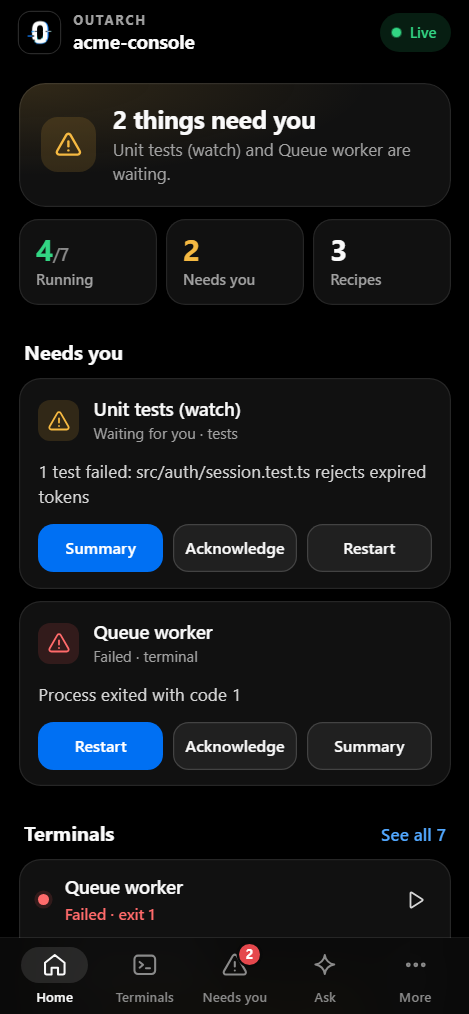 OUTARCH
acme-console
Live
2 things need you
Unit tests (watch) and Queue worker are
waiting.
4/7
Running
2
Needs you
3
Recipes
Needs you
Unit tests (watch)
Waiting for you · tests
1 test failed: src/auth/session.test.ts rejects expired
tokens
Summary
Acknowledge
Restart
Queue worker
Failed · terminal
Process exited with code 1
Restart
Acknowledge
Summary
Terminals
See all 7
Queue worker
Failed · exit 1
2
Home
Terminals
Needs you
Ask
More